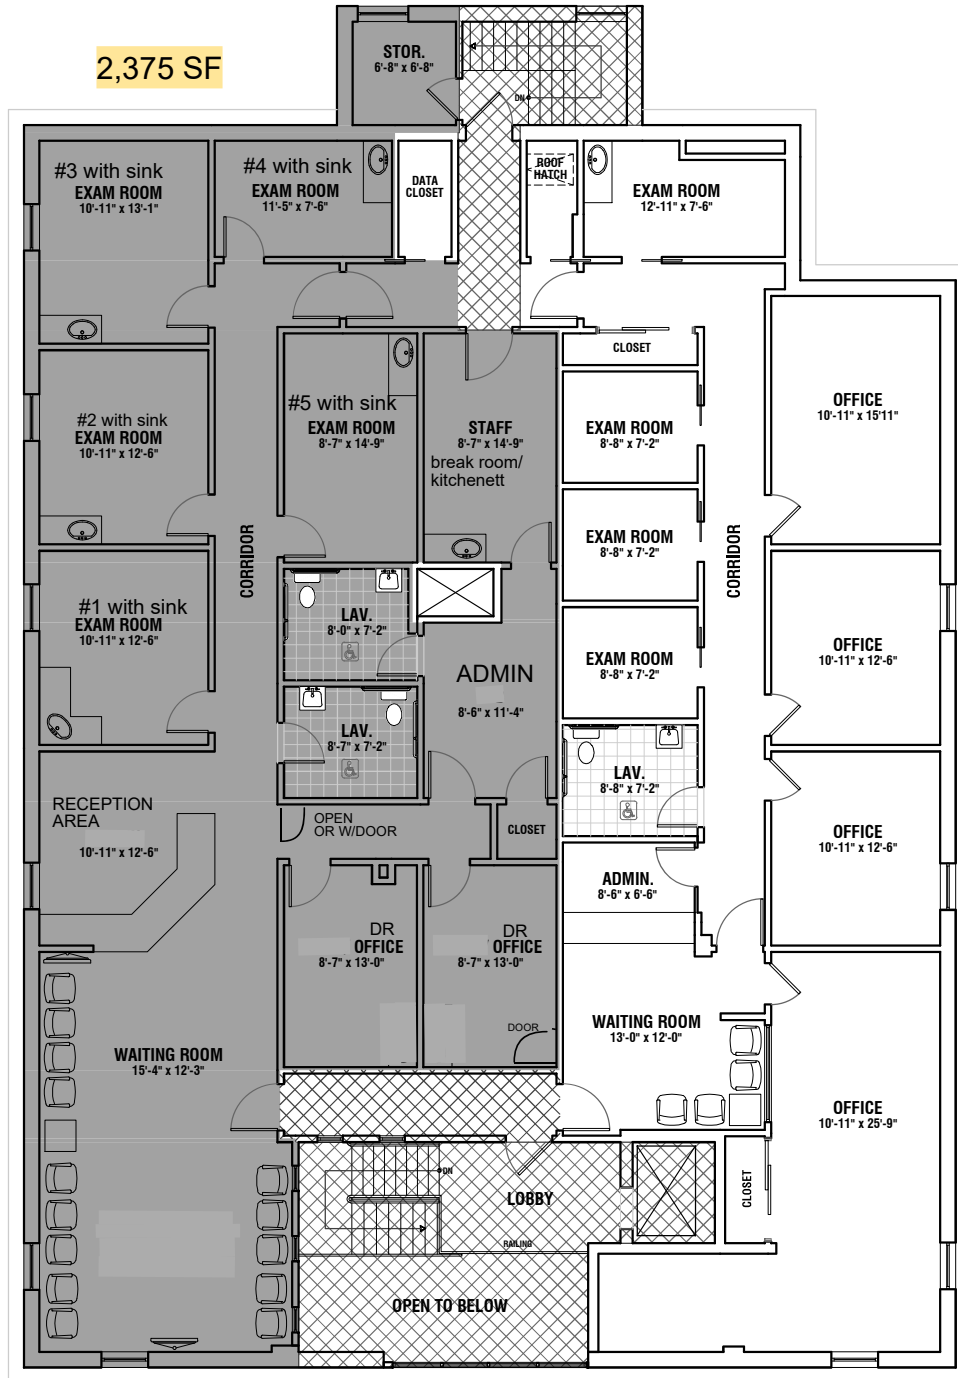 2,375 SF
STOR.
6'-8" x 6'-8"
DN
#3 with sink
EXAM ROOM
10'-11" x 13'-1"
#4 with sink
EXAM ROOM
11'-5" x 7'-6"
DATA
CLOSET
ROOF
HATCH
EXAM ROOM
12'-11" x 7'-6"
CLOSET
#2 with sink
EXAM ROOM
10'-11" x 12'-6"
#5 with sink
EXAM ROOM
8'-7" x 14'-9"
STAFF
8'-7" x 14'-9"
break room/
kitchenett
EXAM ROOM
8'-8" x 7'-2"
OFFICE
10'-11" x 15'11"
EXAM ROOM
8'-8" x 7'-2"
CORRIDOR
CORRIDOR
#1 with sink
EXAM ROOM
10'-11" x 12'-6"
LAV.
8'-0" x 7'-2"
ADMIN
8'-6" x 11'-4"
EXAM ROOM
8'-8" x 7'-2"
OFFICE
10'-11" x 12'-6"
LAV.
8'-7" x 7'-2"
LAV.
8'-8" x 7'-2"
RECEPTION
AREA
10'-11" x 12'-6"
OPEN
OR W/DOOR
CLOSET
OFFICE
10'-11" x 12'-6"
ADMIN.
8'-6" x 6'-6"
DR
OFFICE
8'-7" x 13'-0"
DR
OFFICE
8'-7" x 13'-0"
DOOR
WAITING ROOM
15'-4" x 12'-3"
WAITING ROOM
13'-0" x 12'-0"
OFFICE
10'-11" x 25'-9"
DN
LOBBY
CLOSET
RAILING
OPEN TO BELOW